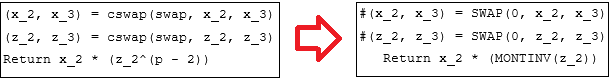 (x_2, x_3) = cswap(swap, x_2, x_3)
(z_2, z_3) = cswap(swap, z_2, z_3)
Return x_2 * (z_2^(p - 2))
#(x_2, x_3) = SWAP(0, x_2, x_3)
#(z_2, z_3) = SWAP(0, z_2, z_3)
Return x_2 * (MONTINV(z_2))